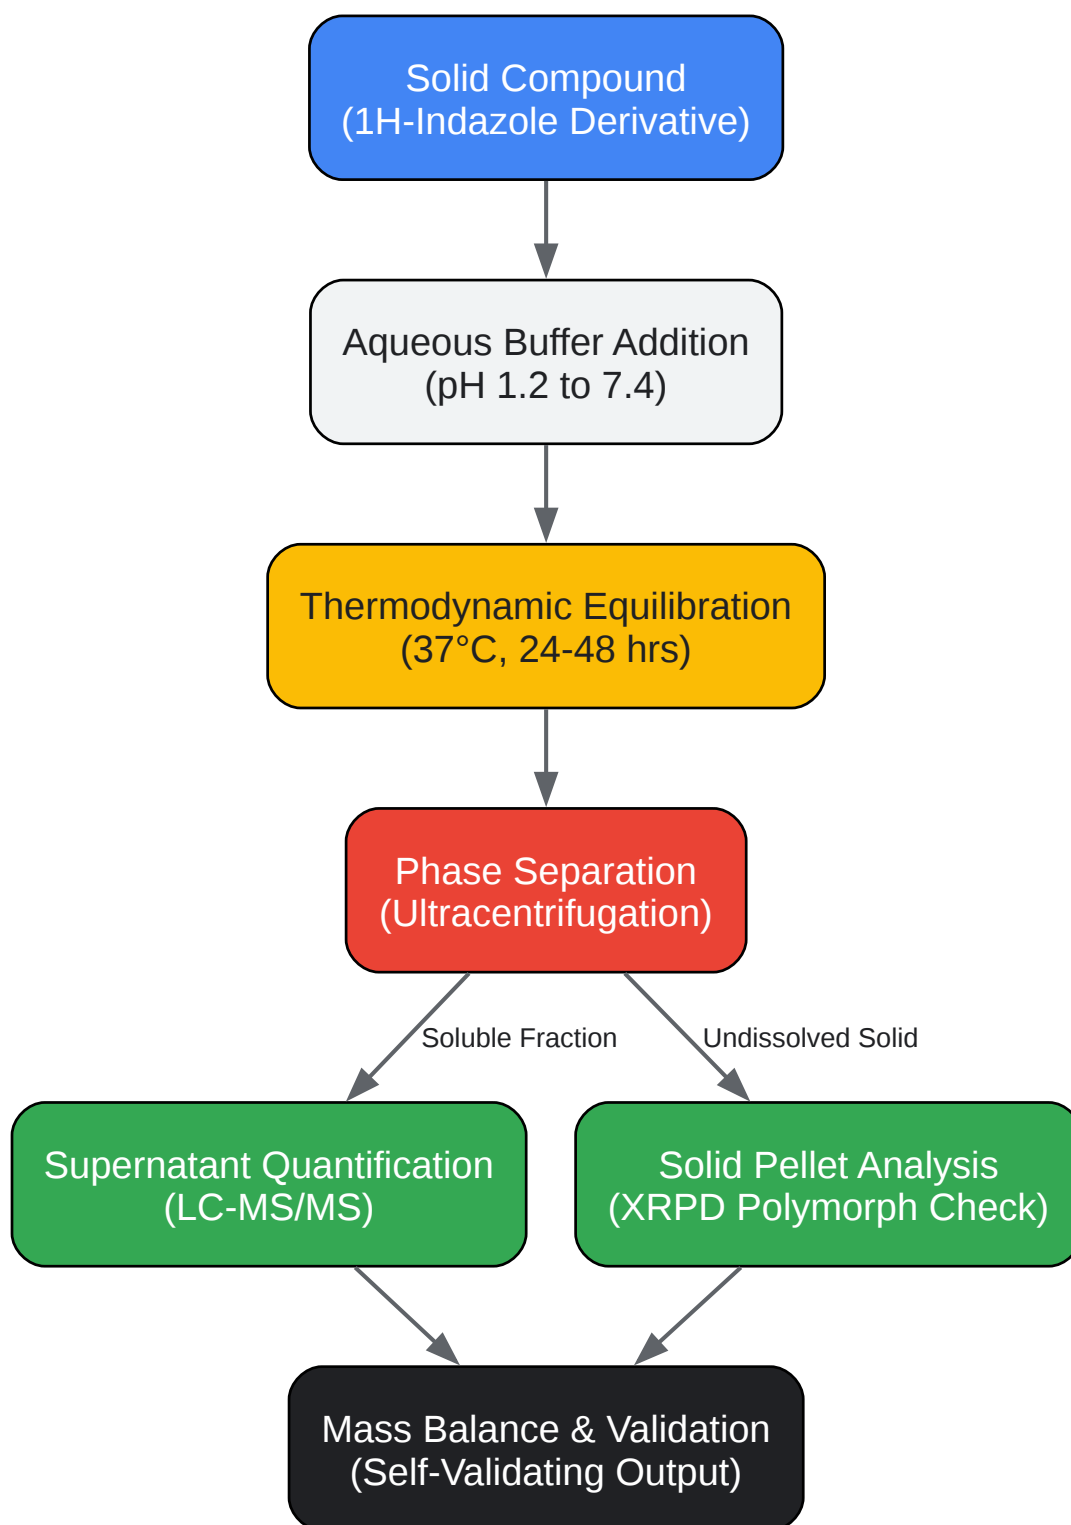 Solid Compound
(1H-Indazole Derivative)
Aqueous Buffer Addition
(pH 1.2 to 7.4)
Thermodynamic Equilibration
(37°C, 24-48 hrs)
Phase Separation
(Ultracentrifugation)
Soluble Fraction
Undissolved Solid
Supernatant Quantification
(LC-MS/MS)
Solid Pellet Analysis
(XRPD Polymorph Check)
Mass Balance & Validation
(Self-Validating Output)